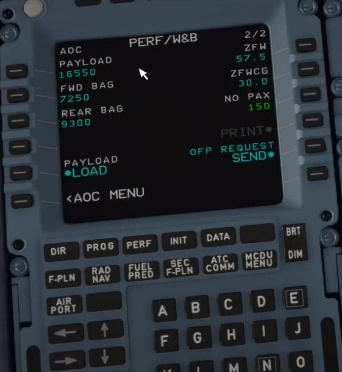 PERF/W&B
AOC 2/2
PAYLOAD ZFW
16550 57.5
FWD BAG ZFWCG
7250 30.0
REAR BAG NO PAX
9300 150
PRINT*
PAYLOAD OFP REQUEST
*LOAD SEND*
<AOC MENU
DIR PROG PERF INIT DATA BRT
DIM
F-PLN RAD NAV FUEL PRED SEC F-PLN ATC COMM MCDU MENU
AIR PORT
A B C D E
F G H I J
K L M N O